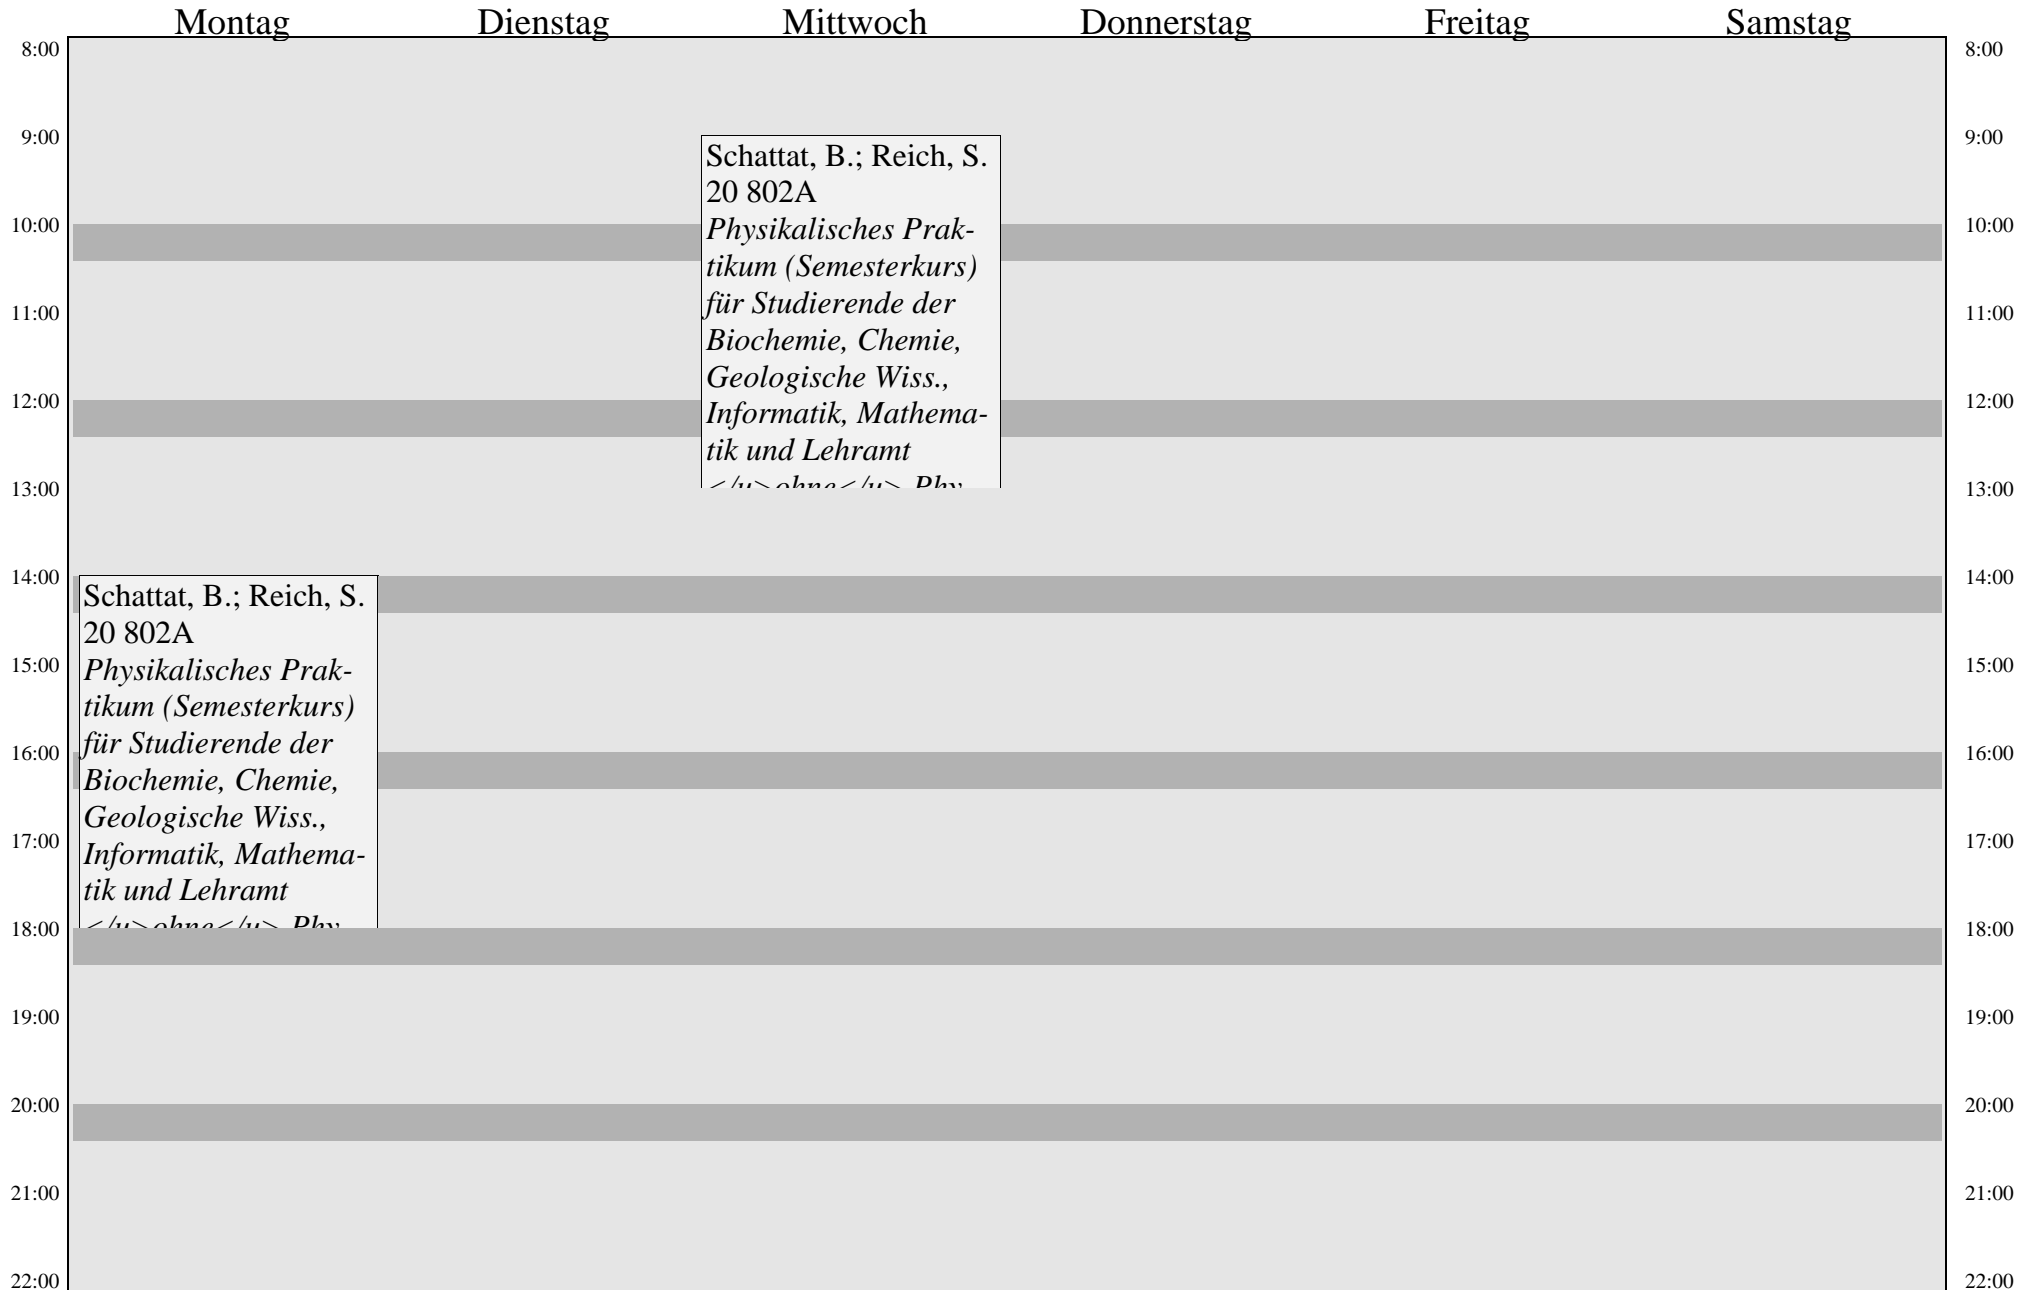 Montag Dienstag Mittwoch Donnerstag Freitag Samstag
8:00 8:00
9:00 9:00
Schattat, B.; Reich, S.
20 802A
Physikalisches Prak-
tikum (Semesterkurs)
für Studierende der
Biochemie, Chemie,
Geologische Wiss.,
Informatik, Mathema-
tik und Lehramt
</u>ohne</u> Phy
10:00 10:00
11:00 11:00
12:00 12:00
13:00 13:00
14:00 14:00
Schattat, B.; Reich, S.
20 802A
Physikalisches Prak-
tikum (Semesterkurs)
für Studierende der
Biochemie, Chemie,
Geologische Wiss.,
Informatik, Mathema-
tik und Lehramt
</u>ohne</u> Phy
15:00 15:00
16:00 16:00
17:00 17:00
18:00 18:00
19:00 19:00
20:00 20:00
21:00 21:00
22:00 22:00